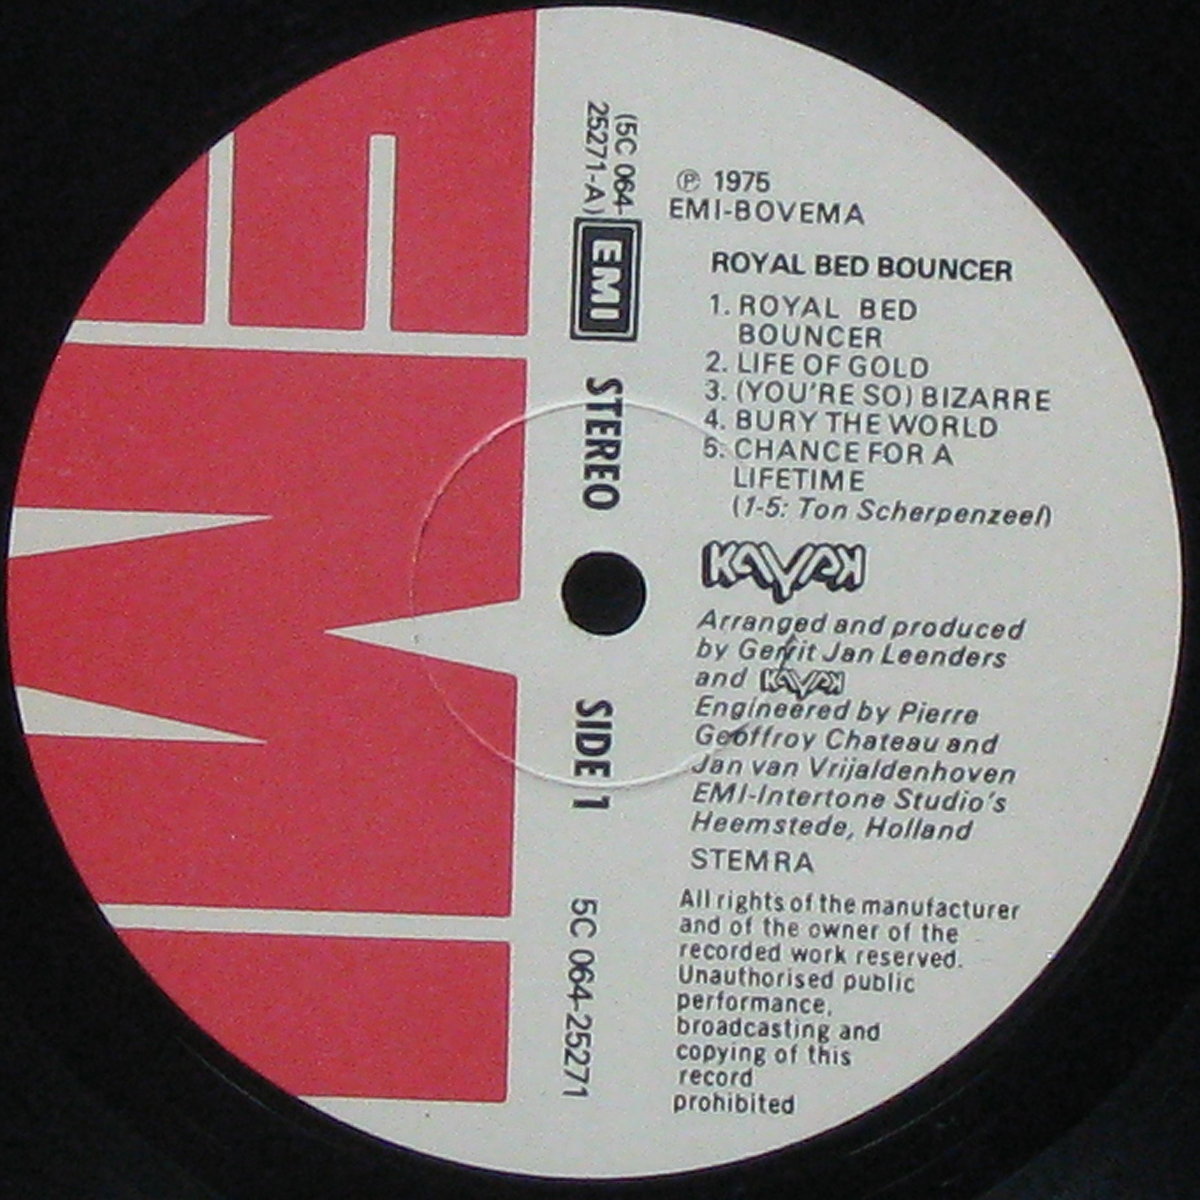 (5C 064-
25271-A)
EMI
STEREO
SIDE 1
5C 064-25271
℗ 1975
EMI-BOVEMA
ROYAL BED BOUNCER
1. ROYAL BED
BOUNCER
2. LIFE OF GOLD
3. (YOU'RE SO) BIZARRE
4. BURY THE WORLD
5. CHANCE FOR A
LIFETIME
(1-5: Ton Scherpenzeel)
KAYAK
Arranged and produced
by Gerrit Jan Leenders
and KAYAK
Engineered by Pierre
Geoffroy Chateau and
Jan van Vrijaldenhoven
EMI-Intertone Studio's
Heemstede, Holland
STEMRA
All rights of the manufacturer
and of the owner of the
recorded work reserved.
Unauthorised public
performance,
broadcasting and
copying of this
record
prohibited
EMI